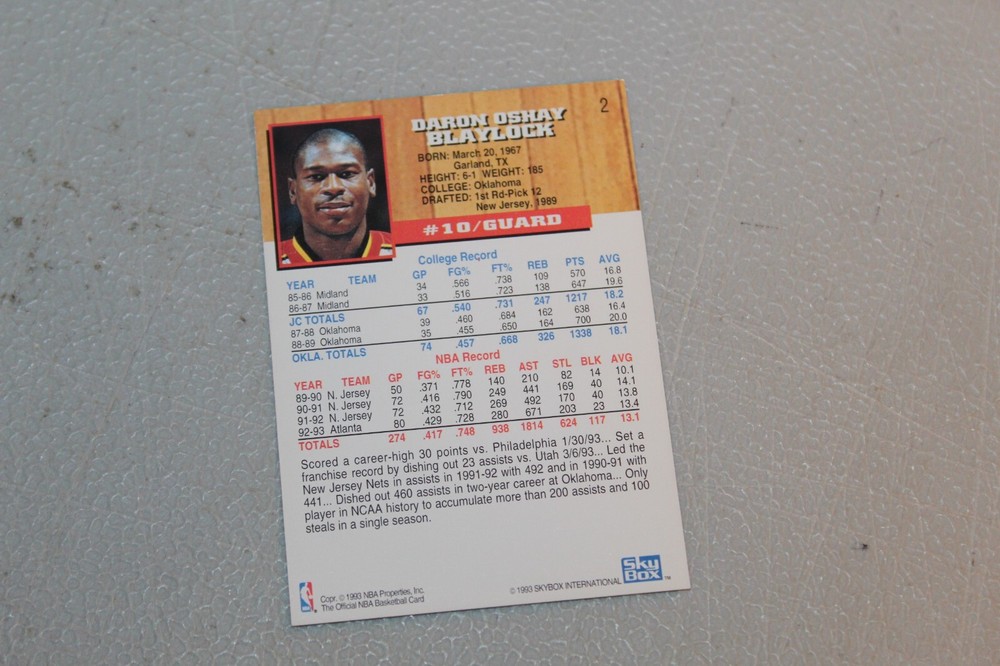 2
DARON OSHAY
BLAYLOCK
BORN: March 20, 1967
Garland, TX
HEIGHT: 6-1 WEIGHT: 185
COLLEGE: Oklahoma
DRAFTED: 1st Rd-Pick 12
New Jersey, 1989
#10/GUARD
College Record
YEAR TEAM GP FG% FT% REB PTS AVG
85-86 Midland 34 .566 .738 109 570 16.8
86-87 Midland 33 .516 .723 138 647 19.6
JC TOTALS 67 .540 .731 247 1217 18.2
87-88 Oklahoma 39 .460 .684 162 638 16.4
88-89 Oklahoma 35 .455 .650 164 700 20.0
OKLA. TOTALS 74 .457 .668 326 1338 18.1
NBA Record
YEAR TEAM GP FG% FT% REB AST STL BLK AVG
89-90 N. Jersey 50 .371 .778 140 210 82 14 10.1
90-91 N. Jersey 72 .416 .790 249 441 169 40 14.1
91-92 N. Jersey 72 .432 .712 269 492 170 40 13.8
92-93 Atlanta 80 .429 .728 280 671 203 23 13.4
TOTALS 274 .417 .748 938 1814 624 117 13.1
Scored a career-high 30 points vs. Philadelphia 1/30/93... Set a
franchise record by dishing out 23 assists vs. Utah 3/6/93... Led the
New Jersey Nets in assists in 1991-92 with 492 and in 1990-91 with
441... Dished out 460 assists in two-year career at Oklahoma... Only
player in NCAA history to accumulate more than 200 assists and 100
steals in a single season.
Copr. © 1993 NBA Properties, Inc.
The Official NBA Basketball Card
© 1993 SKYBOX INTERNATIONAL
Sky
Box
TM